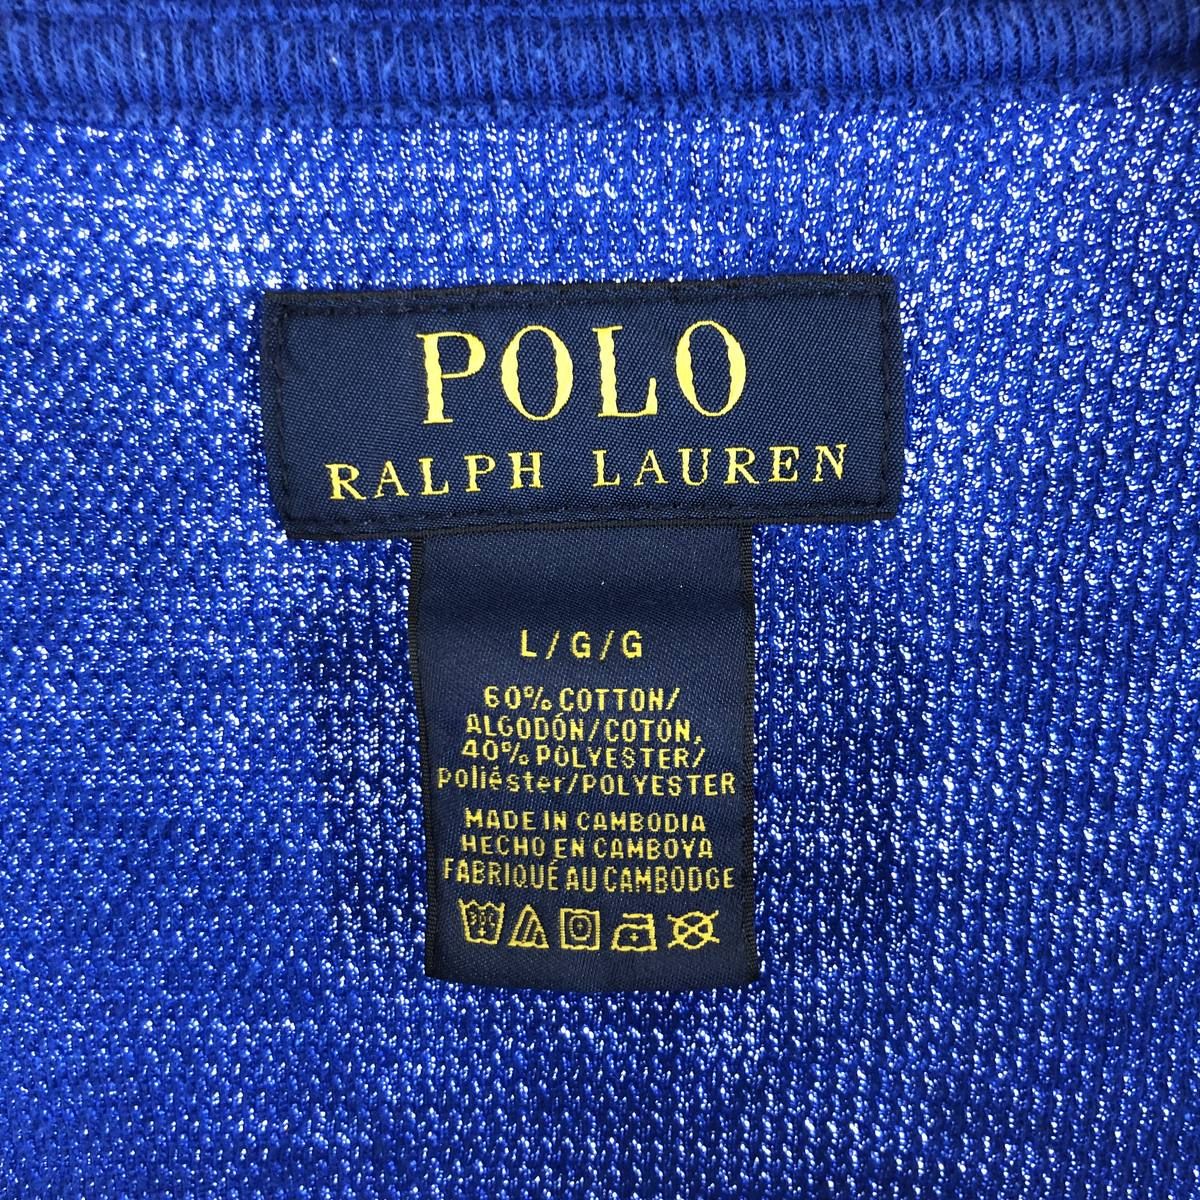 POLO
RALPH LAUREN
L/G/G
60% COTTON/
ALGODÓN/COTON,
40% POLYESTER/
poliéster/POLYESTER
MADE IN CAMBODIA
HECHO EN CAMBOYA
FABRIQUÉ AU CAMBODGE